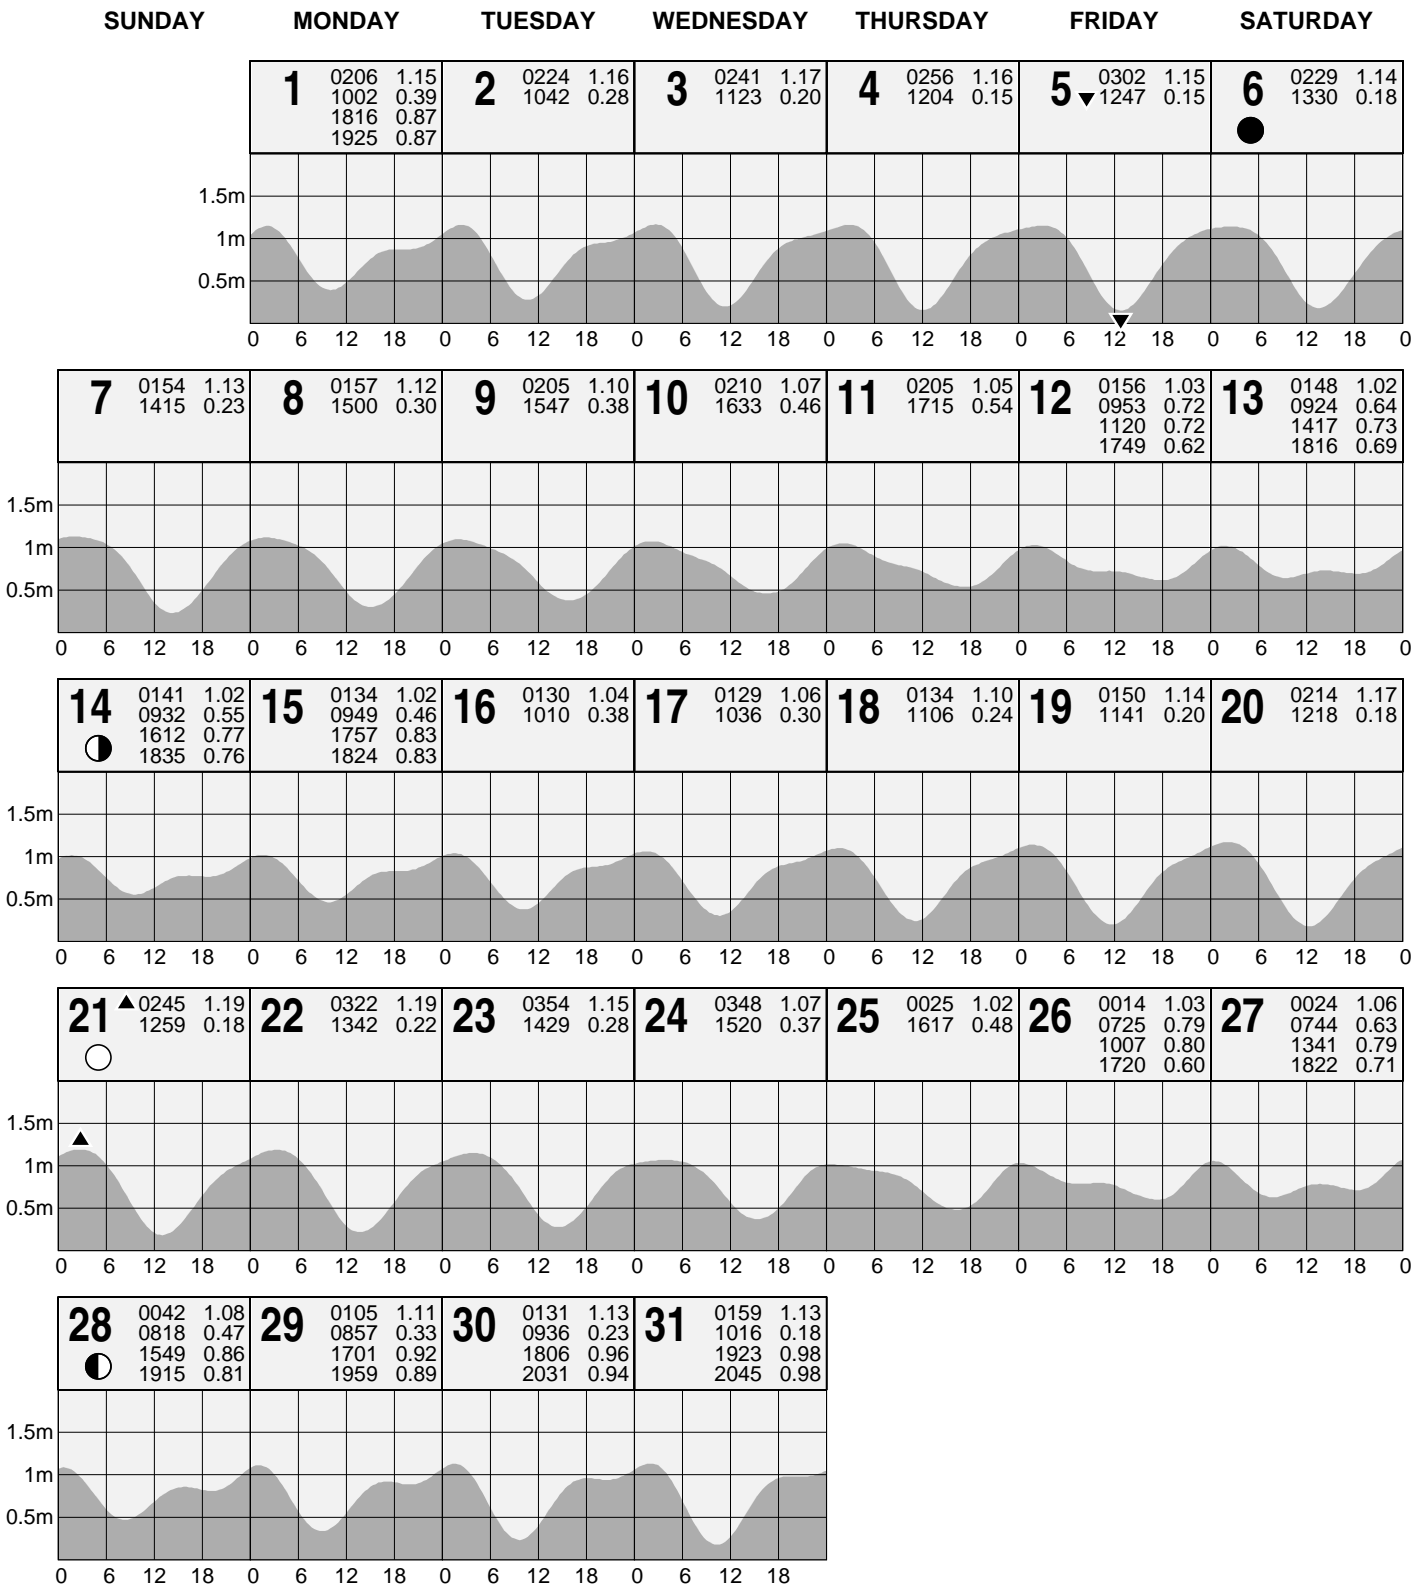 SUNDAY MONDAY TUESDAY WEDNESDAY THURSDAY FRIDAY SATURDAY
1 0206 1.15 2 0224 1.16 3 0241 1.17 4 0256 1.16 5 0302 1.15 6 0229 1.14
1002 0.39 1042 0.28 1123 0.20 1204 0.15 1247 0.15 1330 0.18
1816 0.87
1925 0.87
1.5m
1m
0.5m
0 6 12 18 0 6 12 18 0 6 12 18 0 6 12 18 0 6 12 18 0 6 12 18 0
7 0154 1.13 8 0157 1.12 9 0205 1.10 10 0210 1.07 11 0205 1.05 12 0156 1.03 13 0148 1.02
1415 0.23 1500 0.30 1547 0.38 1633 0.46 1715 0.54 0953 0.72 0924 0.64
1120 0.72 1417 0.73
1749 0.62 1816 0.69
1.5m
1m
0.5m
0 6 12 18 0 6 12 18 0 6 12 18 0 6 12 18 0 6 12 18 0 6 12 18 0 6 12 18 0
14 0141 1.02 15 0134 1.02 16 0130 1.04 17 0129 1.06 18 0134 1.10 19 0150 1.14 20 0214 1.17
0932 0.55 0949 0.46 1010 0.38 1036 0.30 1106 0.24 1141 0.20 1218 0.18
1612 0.77 1757 0.83
1835 0.76 1824 0.83
1.5m
1m
0.5m
0 6 12 18 0 6 12 18 0 6 12 18 0 6 12 18 0 6 12 18 0 6 12 18 0 6 12 18 0
21 0245 1.19 22 0322 1.19 23 0354 1.15 24 0348 1.07 25 0025 1.02 26 0014 1.03 27 0024 1.06
1259 0.18 1342 0.22 1429 0.28 1520 0.37 1617 0.48 0725 0.79 0744 0.63
1007 0.80 1341 0.79
1720 0.60 1822 0.71
1.5m
1m
0.5m
0 6 12 18 0 6 12 18 0 6 12 18 0 6 12 18 0 6 12 18 0 6 12 18 0 6 12 18 0
28 0042 1.08 29 0105 1.11 30 0131 1.13 31 0159 1.13
0818 0.47 0857 0.33 0936 0.23 1016 0.18
1549 0.86 1701 0.92 1806 0.96 1923 0.98
1915 0.81 1959 0.89 2031 0.94 2045 0.98
1.5m
1m
0.5m
0 6 12 18 0 6 12 18 0 6 12 18 0 6 12 18